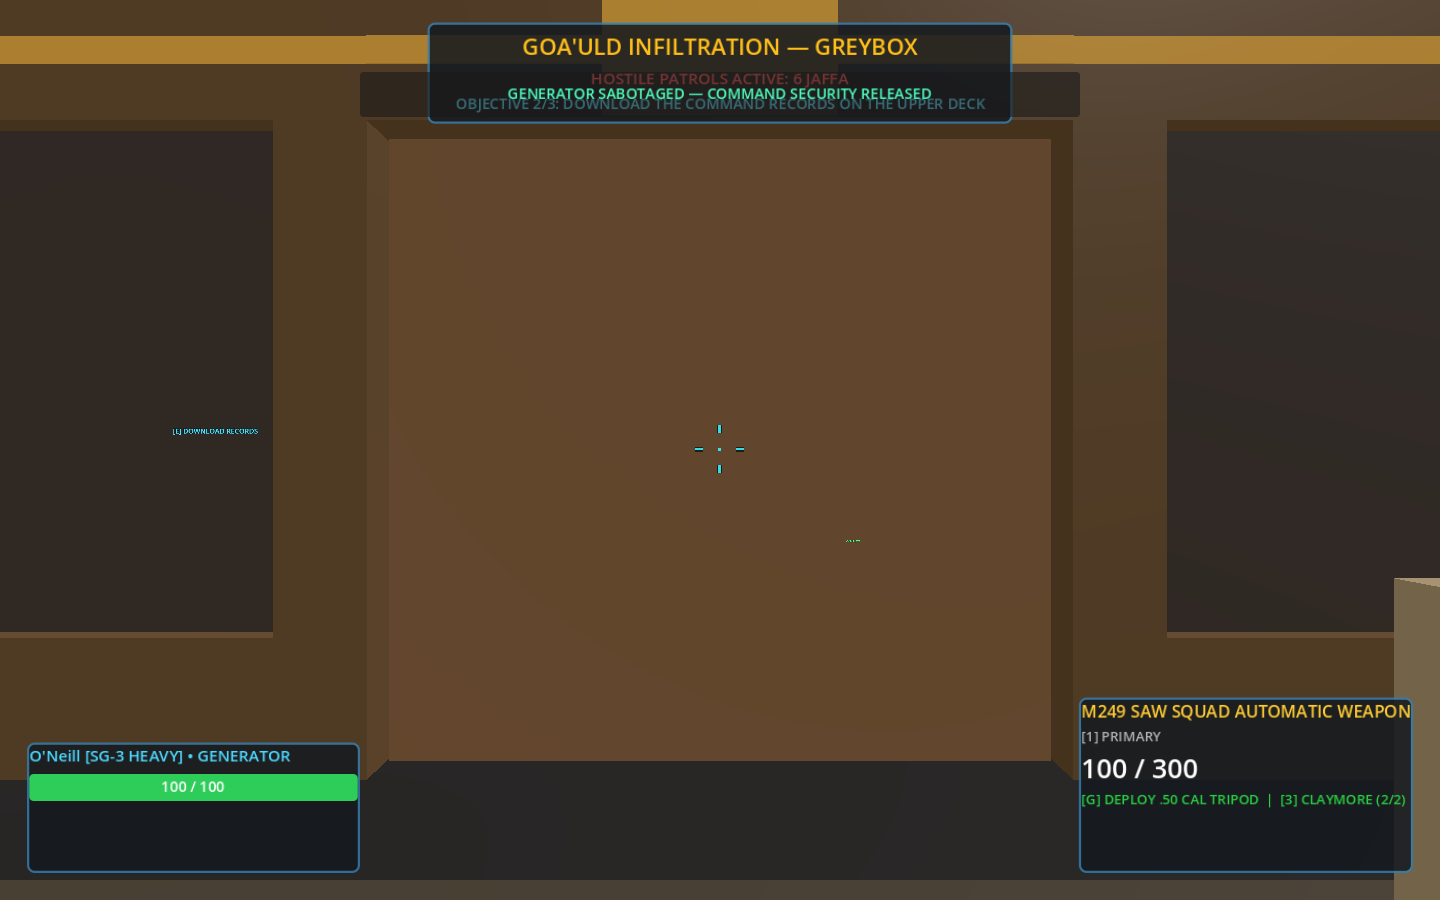 GOA'ULD INFILTRATION — GREYBOX
HOSTILE PATROLS ACTIVE: 6 JAFFA
GENERATOR SABOTAGED — COMMAND SECURITY RELEASED
OBJECTIVE 2/3: DOWNLOAD THE COMMAND RECORDS ON THE UPPER DECK
[E] DOWNLOAD RECORDS
O'Neill [SG-3 HEAVY] • GENERATOR
100 / 100
M249 SAW SQUAD AUTOMATIC WEAPON
[1] PRIMARY
100 / 300
[G] DEPLOY .50 CAL TRIPOD | [3] CLAYMORE (2/2)